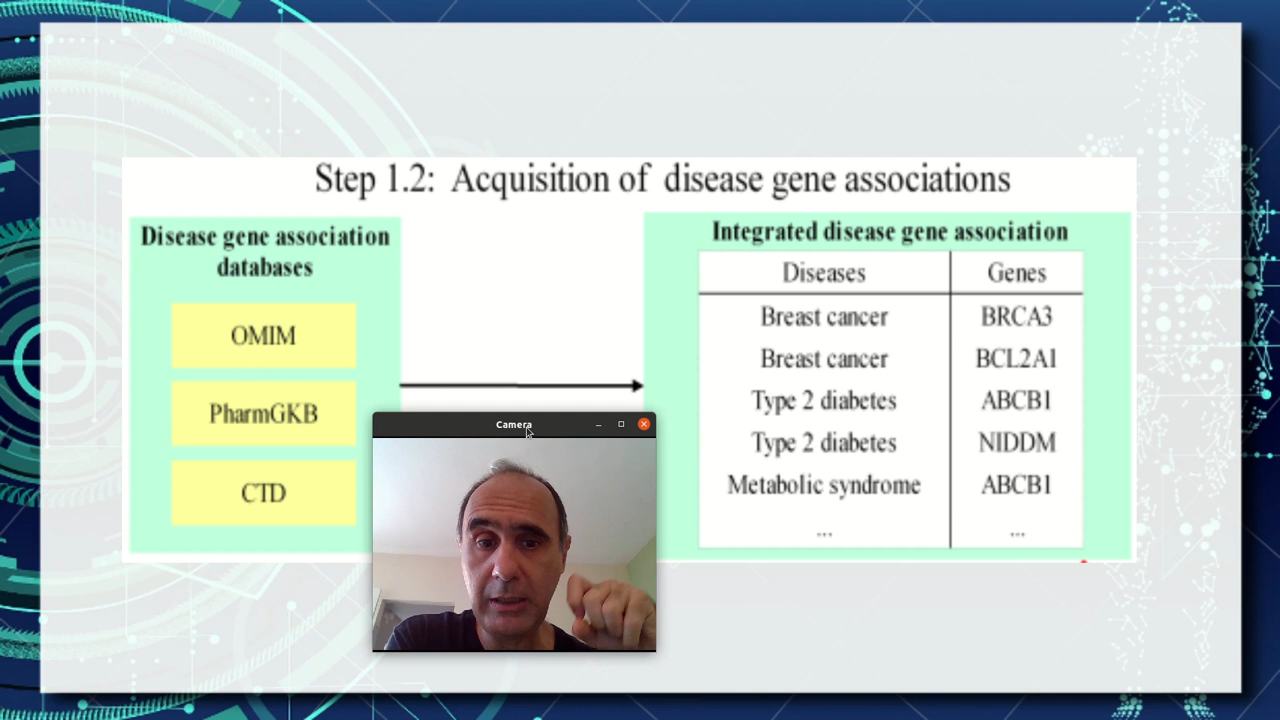 Step 1.2: Acquisition of disease gene associations
Disease gene association
databases
OMIM
PharmGKB
CTD
Integrated disease gene association
Diseases Genes
Breast cancer BRCA3
Breast cancer BCL2A1
Type 2 diabetes ABCB1
Type 2 diabetes NIDDM
Metabolic syndrome ABCB1
... ...
Camera